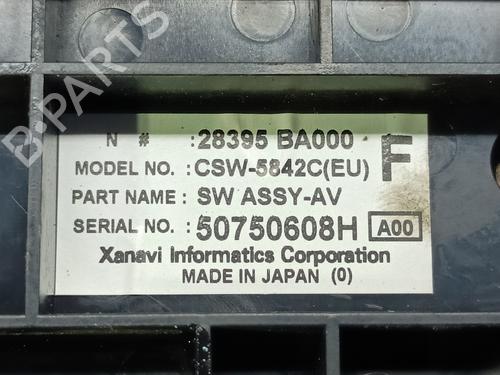 N # : 28395 BA000
F
MODEL NO. : CSW-5842C(EU)
PART NAME : SW ASSY-AV
SERIAL NO. : 50750608H A00
Xanavi Informatics Corporation
MADE IN JAPAN (0)
B-PARTS